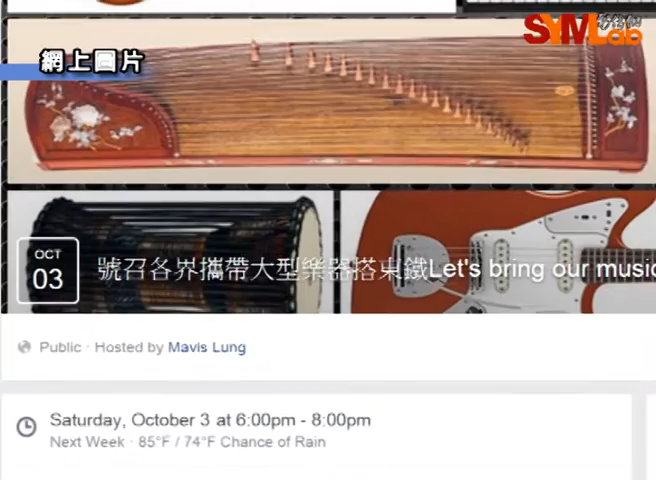 SYMLab
網上圖片
OCT
03
號召各界攜帶大型樂器搭東鐵Let's bring our music
Public · Hosted by Mavis Lung
Saturday, October 3 at 6:00pm - 8:00pm
Next Week · 85°F / 74°F Chance of Rain